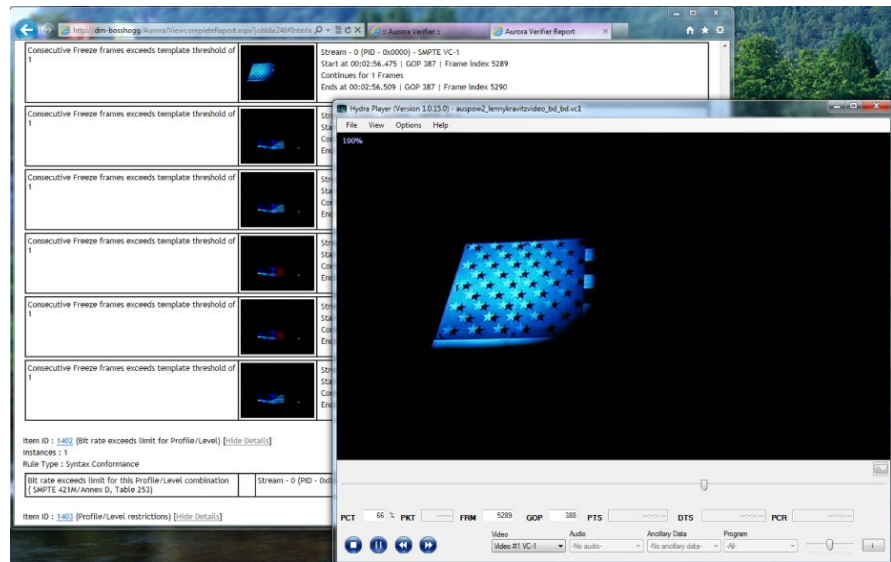 http://dm-bosshogg/Aurora/ViewcompleteReport.aspx?jobId=246#Interla
:: Aurora Verifier ::
Aurora Verifier Report
Consecutive Freeze frames exceeds template threshold of
1
Stream - 0 (PID - 0x0000) - SMPTE VC-1
Start at 00:02:56.475 | GOP 387 | Frame index 5289
Continues for 1 Frames
Ends at 00:02:56.509 | GOP 387 | Frame index 5290
Consecutive Freeze frames exceeds template threshold of
1
Consecutive Freeze frames exceeds template threshold of
1
Consecutive Freeze frames exceeds template threshold of
1
Consecutive Freeze frames exceeds template threshold of
1
Consecutive Freeze frames exceeds template threshold of
1
Item ID : 1402 (Bit rate exceeds limit for Profile/Level) [Hide Details]
Instances : 1
Rule Type : Syntax Conformance
Bit rate exceeds limit for this Profile/Level combination
( SMPTE 421M/Annex D, Table 253)
Stream - 0 (PID - 0x0
Item ID : 1403 (Profile/Level restrictions) [Hide Details]
Hydra Player (Version 1.0.15.0) - auspow2_lennykravitzvideo_bd_bd.vc1
File View Options Help
100%
PCT 66 % PKT FRM 5289 GOP 388 PTS DTS PCR
Video Audio Ancillary Data Program
Video #1 VC-1 -No audio- -No ancillary data- -All-